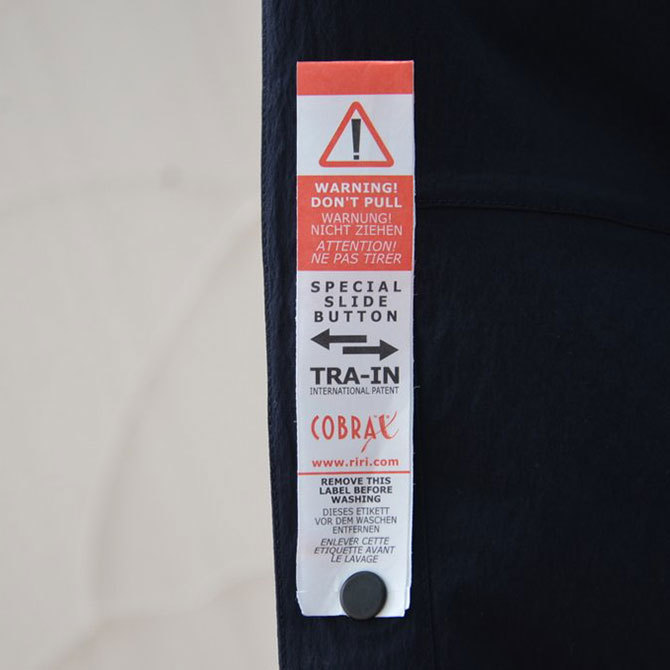 !
WARNING!
DON'T PULL
WARNUNG!
NICHT ZIEHEN
ATTENTION!
NE PAS TIRER
SPECIAL
SLIDE
BUTTON
TRA-IN
INTERNATIONAL PATENT
COBRAX
www.riri.com
REMOVE THIS
LABEL BEFORE
WASHING
DIESES ETIKETT
VOR DEM WASCHEN
ENTFERNEN
ENLEVER CETTE
ETIQUETTE AVANT
LE LAVAGE